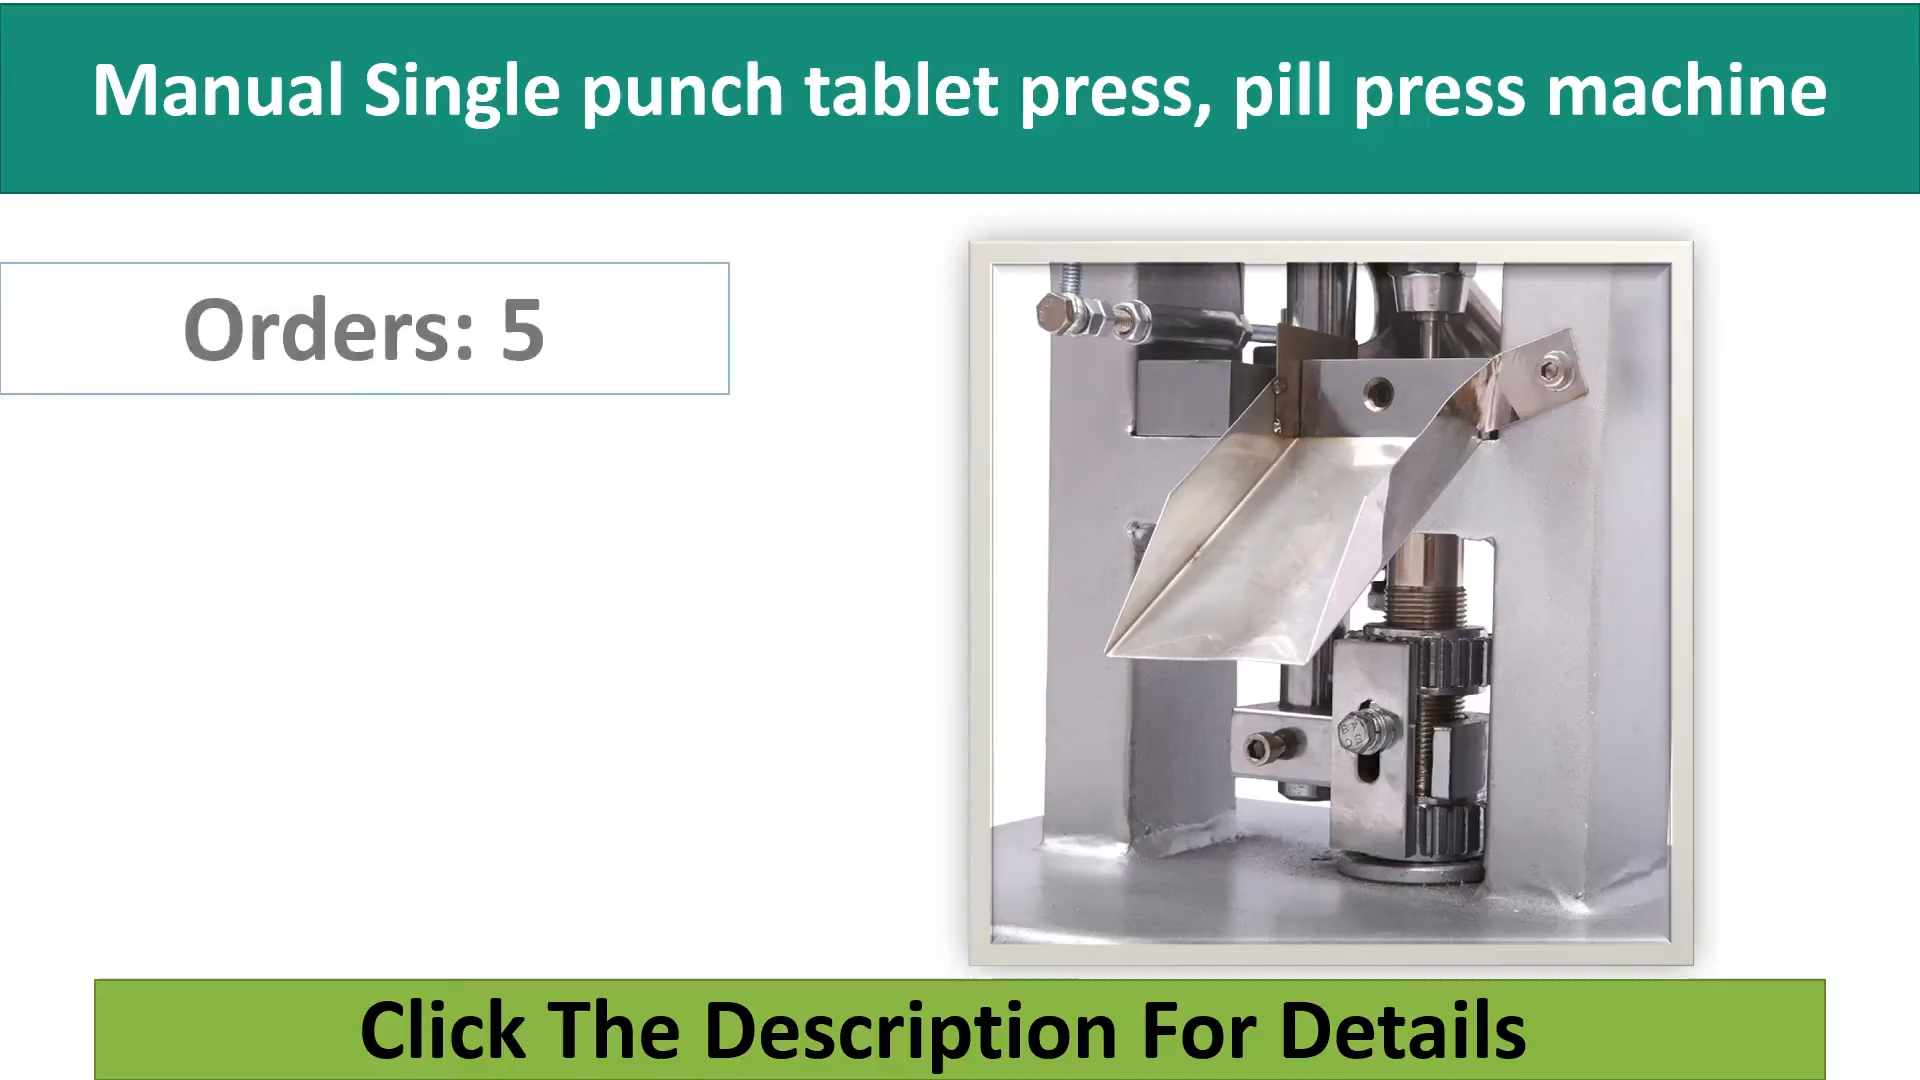 Manual Single punch tablet press, pill press machine
Orders: 5
Click The Description For Details